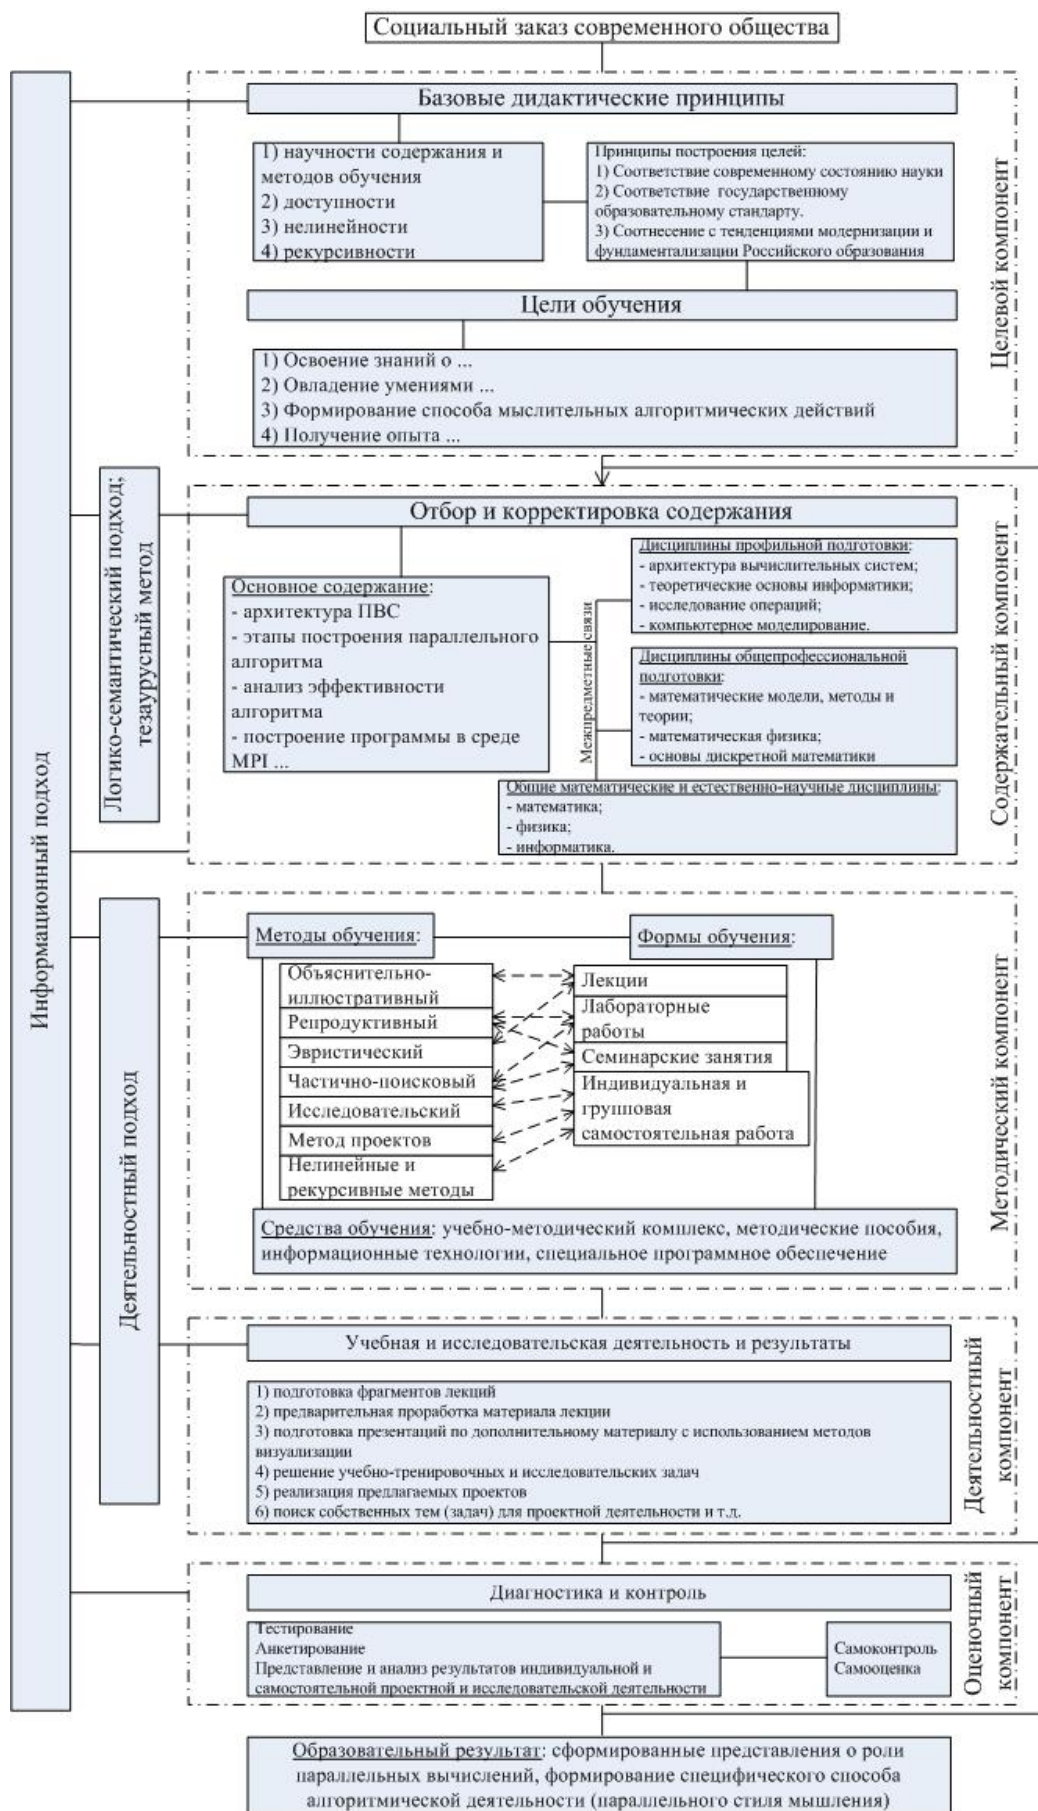 Социальный заказ современного общества
Базовые дидактические принципы
1) научности содержания и
методов обучения
2) доступности
3) нелинейности
4) рекурсивности
Принципы построения целей:
1) Соответствие современному состоянию науки
2) Соответствие государственному
образовательному стандарту.
3) Соотнесение с тенденциями модернизации и
фундаментализации Российского образования
Цели обучения
1) Освоение знаний о ...
2) Овладение умениями ...
3) Формирование способа мыслительных алгоритмических действий
4) Получение опыта ...
Целевой компонент
Информационный подход
Логико-семантический подход;
тезаурусный метод
Отбор и корректировка содержания
Основное содержание:
- архитектура ПВС
- этапы построения параллельного
алгоритма
- анализ эффективности
алгоритма
- построение программы в среде
MPI ...
Межпредметные связи
Дисциплины профильной подготовки:
- архитектура вычислительных систем;
- теоретические основы информатики;
- исследование операций;
- компьютерное моделирование.
Дисциплины общепрофессиональной
подготовки:
- математические модели, методы и
теории;
- математическая физика;
- основы дискретной математики
Общие математические и естественно-научные дисциплины:
- математика;
- физика;
- информатика.
Содержательный компонент
Деятельностный подход
Методы обучения:
Объяснительно-
иллюстративный
Репродуктивный
Эвристический
Частично-поисковый
Исследовательский
Метод проектов
Нелинейные и
рекурсивные методы
Формы обучения:
Лекции
Лабораторные
работы
Семинарские занятия
Индивидуальная и
групповая
самостоятельная работа
Средства обучения: учебно-методический комплекс, методические пособия,
информационные технологии, специальное программное обеспечение
Методический компонент
Учебная и исследовательская деятельность и результаты
1) подготовка фрагментов лекций
2) предварительная проработка материала лекции
3) подготовка презентаций по дополнительному материалу с использованием методов
визуализации
4) решение учебно-тренировочных и исследовательских задач
5) реализация предлагаемых проектов
6) поиск собственных тем (задач) для проектной деятельности и т.д.
Деятельностный
компонент
Диагностика и контроль
Тестирование
Анкетирование
Представление и анализ результатов индивидуальной и
самостоятельной проектной и исследовательской деятельности
Самоконтроль
Самооценка
Оценочный
компонент
Образовательный результат: сформированные представления о роли
параллельных вычислений, формирование специфического способа
алгоритмической деятельности (параллельного стиля мышления)